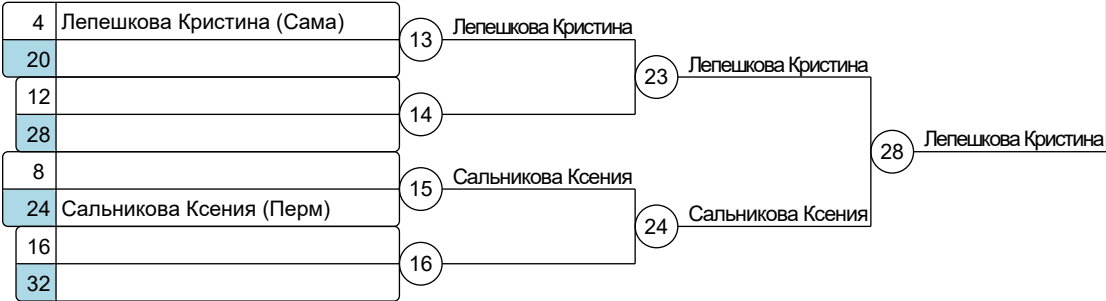 4 Лепешкова Кристина (Сама)
20
12
28
8
24 Сальникова Ксения (Перм)
16
32
13
14
15
16
Лепешкова Кристина
Сальникова Ксения
23
24
Лепешкова Кристина
Сальникова Ксения
28
Лепешкова Кристина